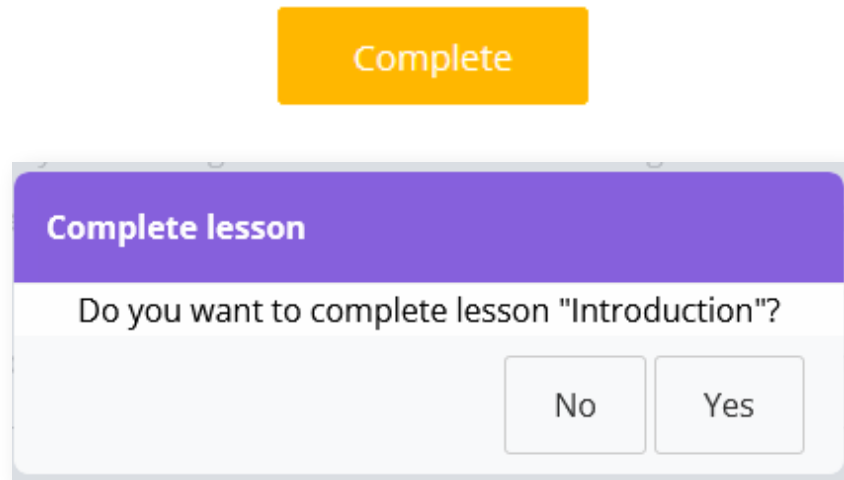 Complete
Complete lesson
Do you want to complete lesson "Introduction"?
No
Yes